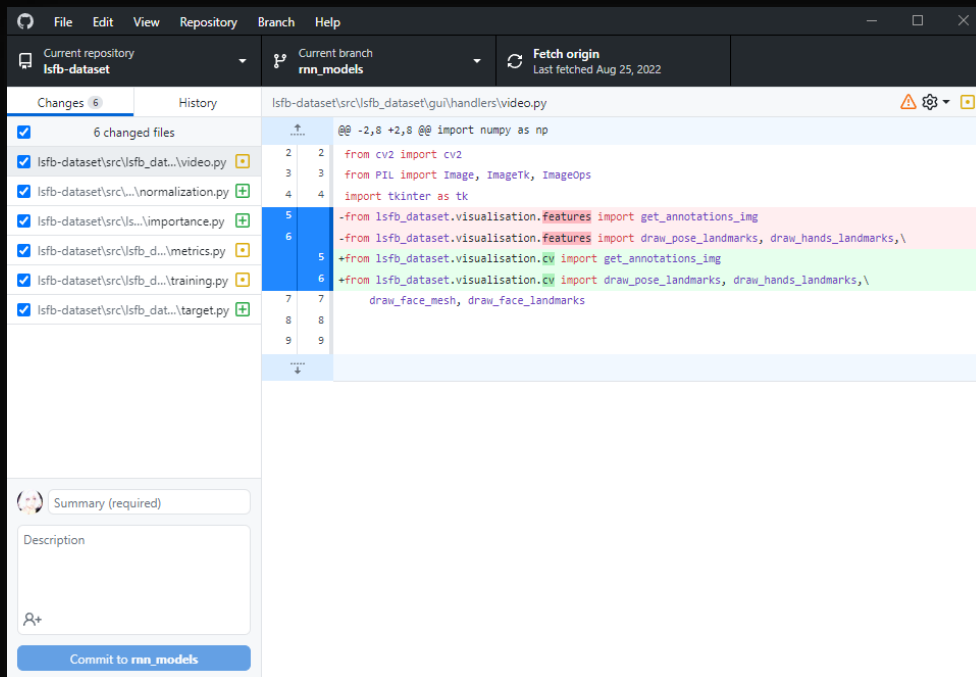 File Edit View Repository Branch Help
Current repository
lsfb-dataset
Current branch
rnn_models
Fetch origin
Last fetched Aug 25, 2022
Changes 6 History
lsfb-dataset\src\lsfb_dataset\gui\handlers\video.py
6 changed files
lsfb-dataset\src\lsfb_dat...\video.py
lsfb-dataset\src\...\normalization.py
lsfb-dataset\src\ls...\importance.py
lsfb-dataset\src\lsfb_d...\metrics.py
lsfb-dataset\src\lsfb_d...\training.py
lsfb-dataset\src\lsfb_dat...\target.py
@@ -2,8 +2,8 @@ import numpy as np
2 2 from cv2 import cv2
3 3 from PIL import Image, ImageTk, ImageOps
4 4 import tkinter as tk
5 -from lsfb_dataset.visualisation.features import get_annotations_img
6 -from lsfb_dataset.visualisation.features import draw_pose_landmarks, draw_hands_landmarks,\
5 +from lsfb_dataset.visualisation.cv import get_annotations_img
6 +from lsfb_dataset.visualisation.cv import draw_pose_landmarks, draw_hands_landmarks,\
7 7 draw_face_mesh, draw_face_landmarks
8 8
9 9
Summary (required)
Description
Commit to rnn_models